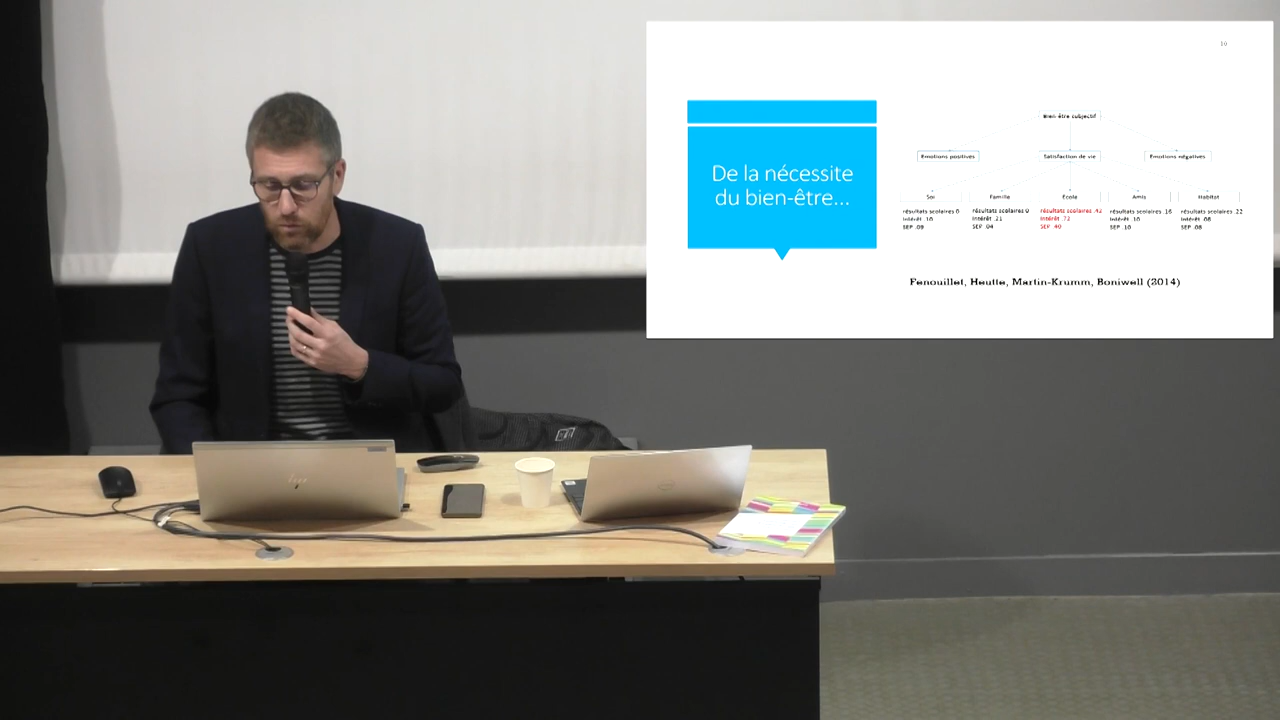 10
De la nécessite
du bien-être...
Bien être subjectif
Emotions positives
Satisfaction de vie
Emotions négatives
Soi
Famille
École
Amis
Habitat
résultats scolaires 0
Intérêt .10
SEP .09
résultats scolaires 9
Intérêt .21
SEP .04
résultats scolaires .42
Intérêt .72
SEP .40
résultats scolaires .16
Intérêt .10
SEP .10
résultats scolaires .22
Intérêt .08
SEP .08
Fenouillet, Heutte, Martin-Krumm, Boniwell (2014)
hp